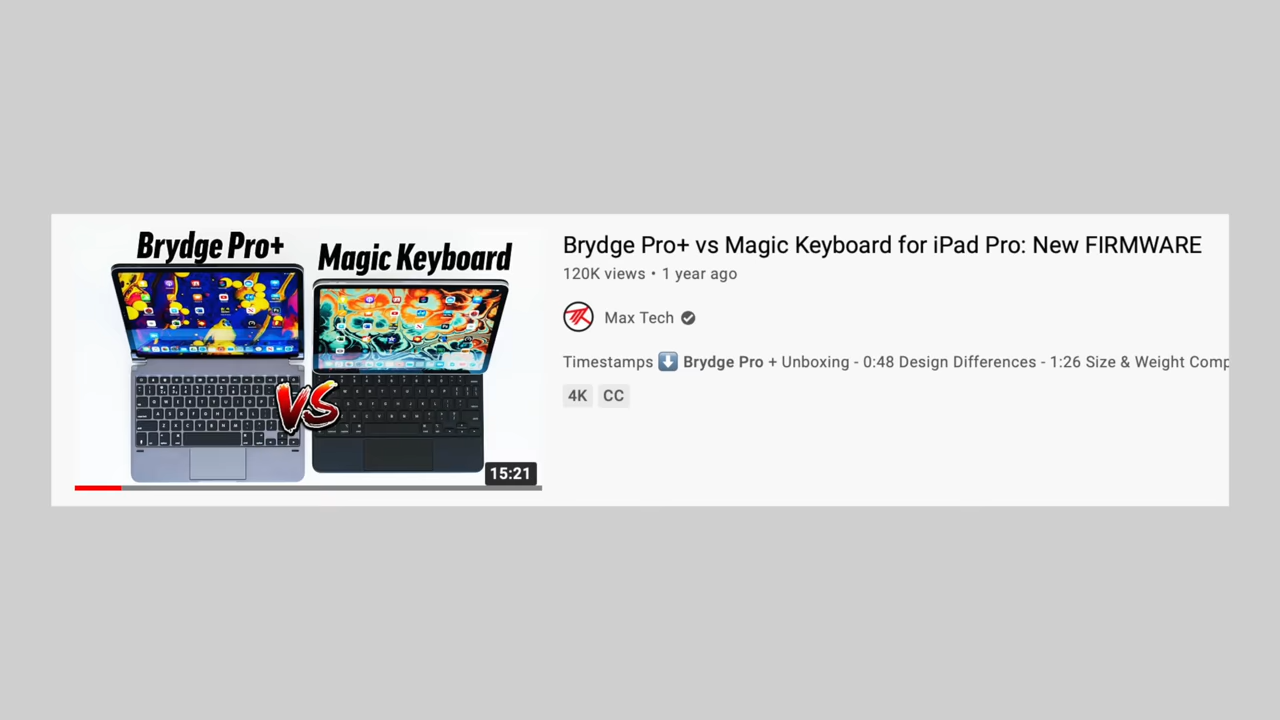 Brydge Pro+
Magic Keyboard
VS
15:21
Brydge Pro+ vs Magic Keyboard for iPad Pro: New FIRMWARE
120K views • 1 year ago
Max Tech
Timestamps ⬇️ Brydge Pro + Unboxing - 0:48 Design Differences - 1:26 Size & Weight Comp
4K CC